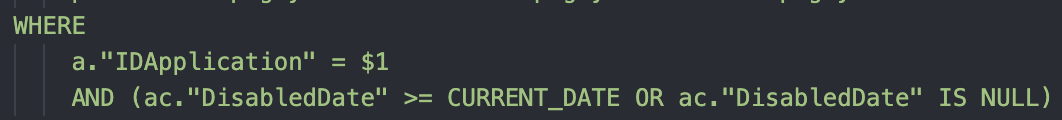 WHERE
a."IDApplication" = $1
AND (ac."DisabledDate" >= CURRENT_DATE OR ac."DisabledDate" IS NULL)